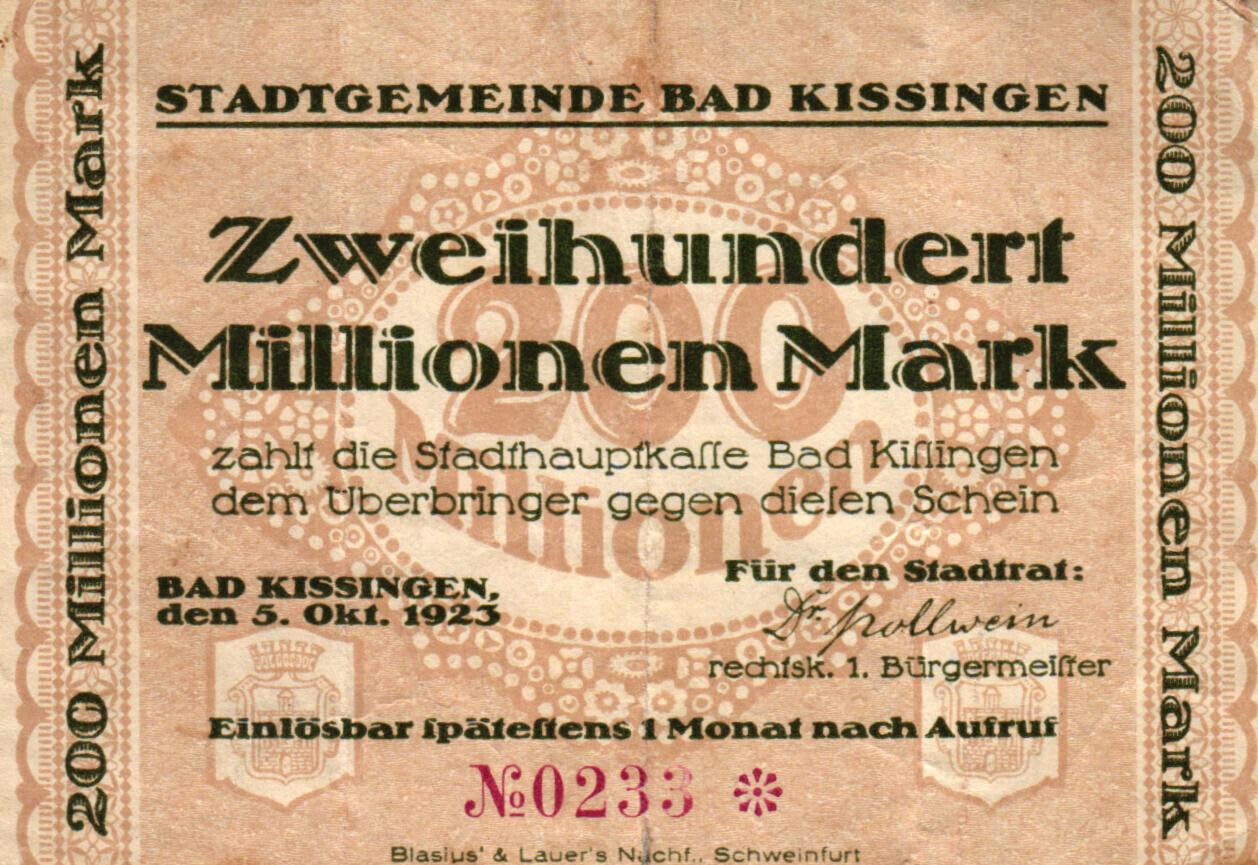 STADTGEMEINDE BAD KISSINGEN
Zweihundert
Millionen Mark
zahlt die Stadthauptkaſſe Bad Kiſſingen
dem Überbringer gegen dieſen Schein
BAD KISSINGEN,
den 5. Okt. 1923
Für den Stadtrat:
Dr. Pollwein
rechtsk. 1. Bürgermeiſter
Einlösbar ſpäteſtens 1 Monat nach Aufruf
№0233 *
Blasius' & Lauer's Nachf., Schweinfurt
200 Millionen Mark
200 Millionen Mark
200
Millionen